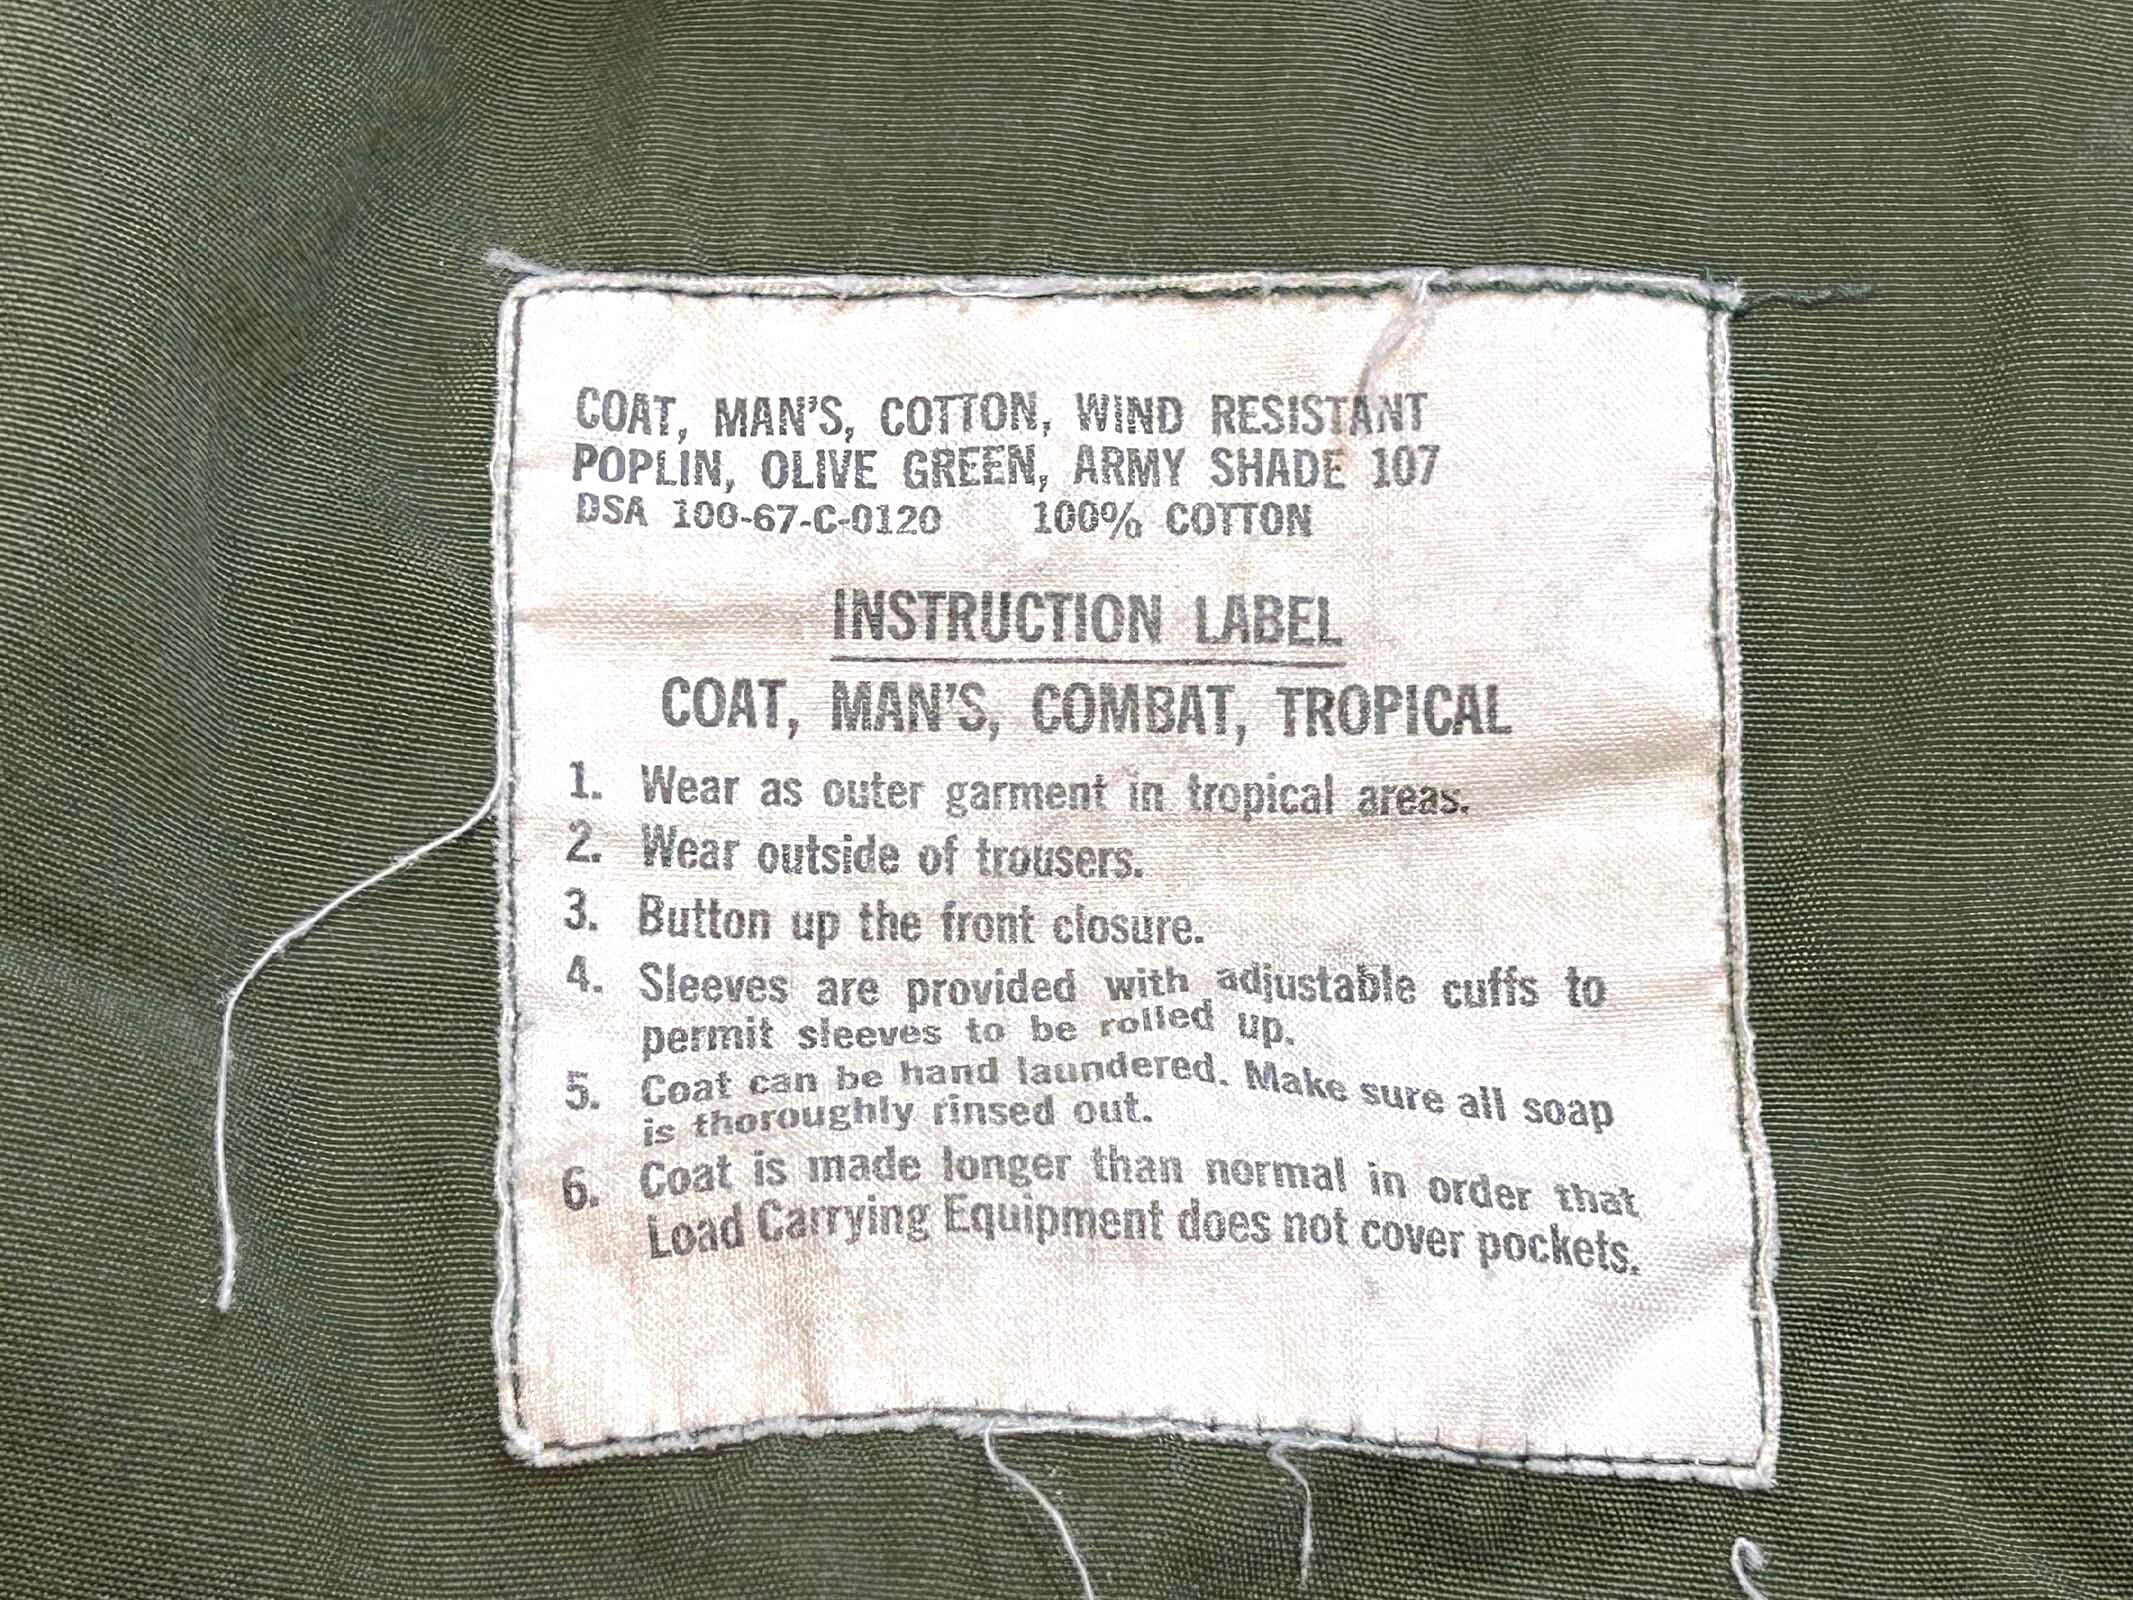 COAT, MAN'S, COTTON, WIND RESISTANT
POPLIN, OLIVE GREEN, ARMY SHADE 107
DSA 100-67-C-0120 100% COTTON
INSTRUCTION LABEL
COAT, MAN'S, COMBAT, TROPICAL
1. Wear as outer garment in tropical areas.
2. Wear outside of trousers.
3. Button up the front closure.
4. Sleeves are provided with adjustable cuffs to
permit sleeves to be rolled up.
5. Coat can be hand laundered. Make sure all soap
is thoroughly rinsed out.
6. Coat is made longer than normal in order that
Load Carrying Equipment does not cover pockets.